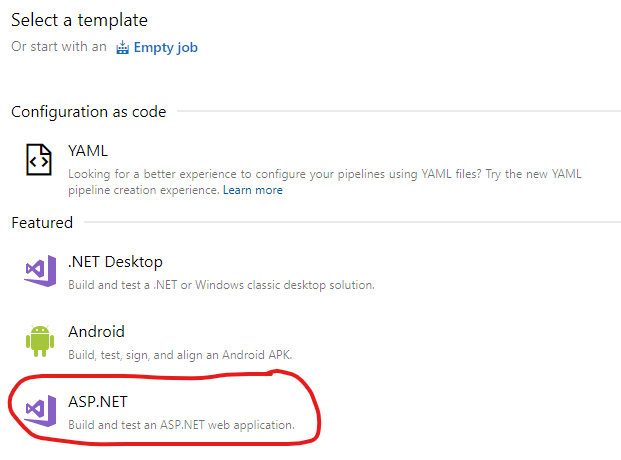 Select a template
Or start with an Empty job
Configuration as code
YAML
Looking for a better experience to configure your pipelines using YAML files? Try the new YAML
pipeline creation experience. Learn more
Featured
.NET Desktop
Build and test a .NET or Windows classic desktop solution.
Android
Build, test, sign, and align an Android APK.
ASP.NET
Build and test an ASP.NET web application.